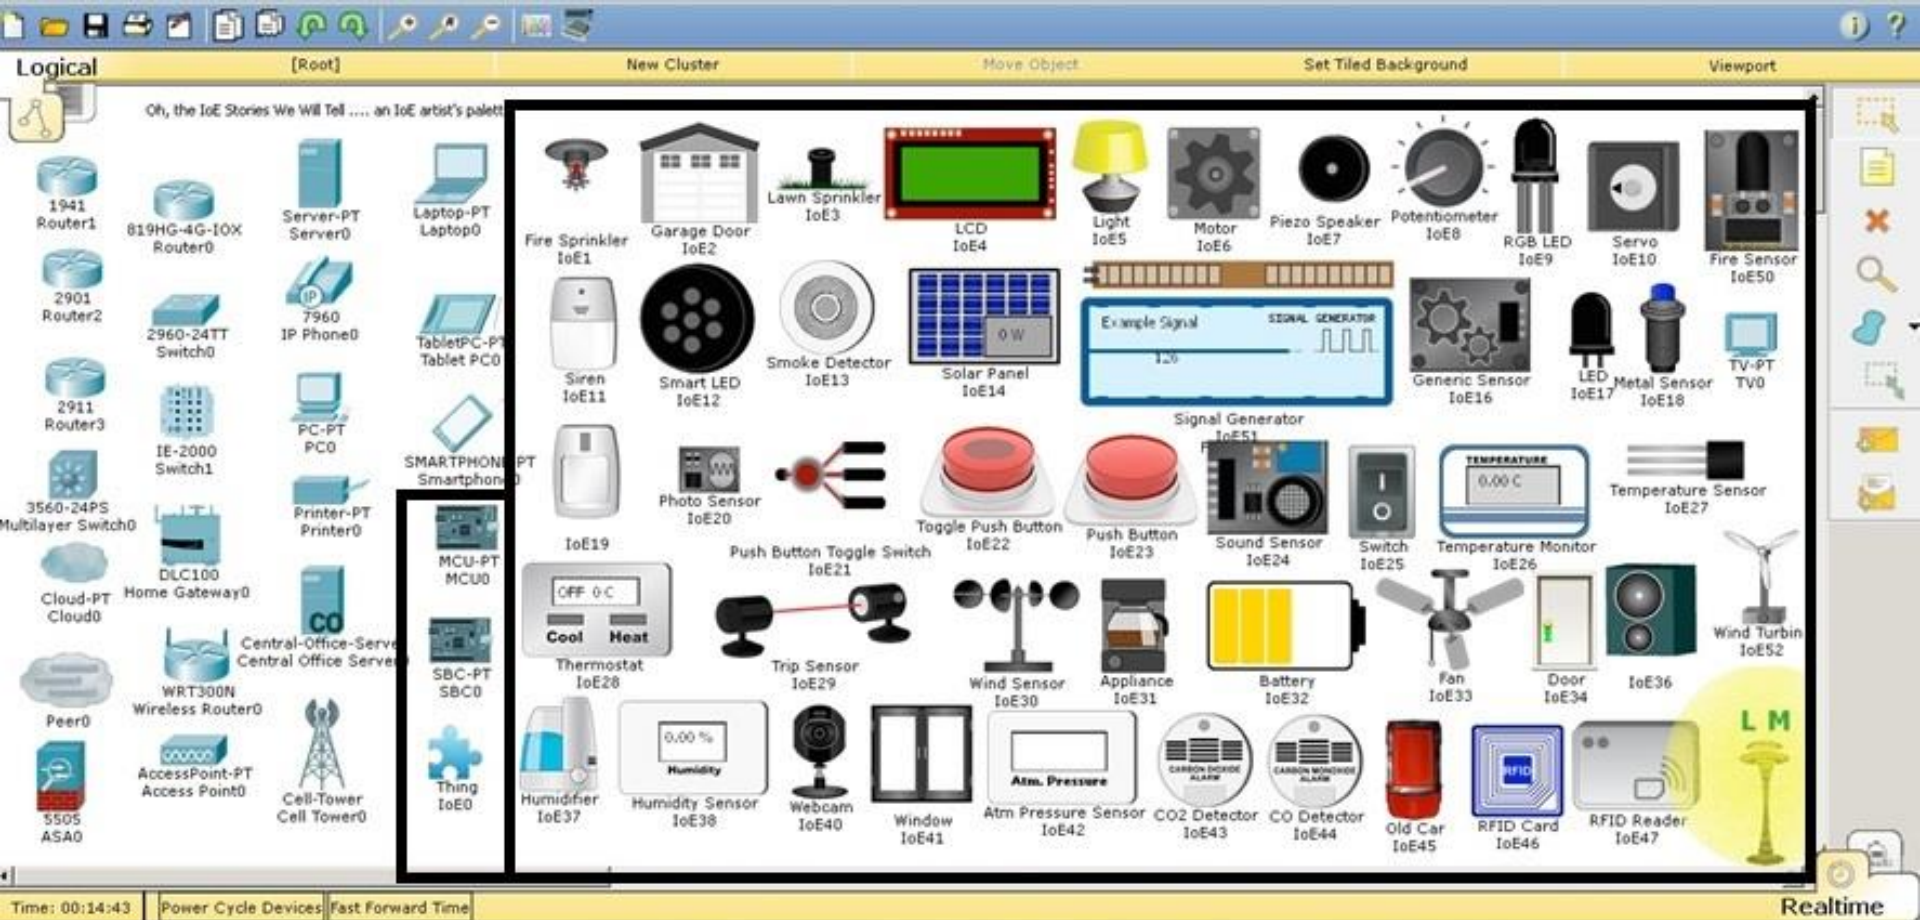 Logical
[Root]
New Cluster
Move Object
Set Tiled Background
Viewport
Oh, the IoE Stories We Will Tell .... an IoE artist's palett
1941
Router1
819HG-4G-IOX
Router0
Server-PT
Server0
Laptop-PT
Laptop0
Fire Sprinkler
IoE1
Garage Door
IoE2
Lawn Sprinkler
IoE3
LCD
IoE4
Light
IoE5
Motor
IoE6
Piezo Speaker
IoE7
Potentiometer
IoE8
RGB LED
IoE9
Servo
IoE10
Fire Sensor
IoE50
2901
Router2
2960-24TT
Switch0
IP
7960
IP Phone0
TabletPC-PT
Tablet PC0
Siren
IoE11
Smart LED
IoE12
Smoke Detector
IoE13
0 W
Solar Panel
IoE14
Example Signal
SIGNAL GENERATOR
126
Signal Generator
IoE51
Generic Sensor
IoE16
LED
IoE17
Metal Sensor
IoE18
TV-PT
TV0
2911
Router3
IE-2000
Switch1
PC-PT
PC0
SMARTPHONE-PT
Smartphone0
IoE19
Photo Sensor
IoE20
Push Button Toggle Switch
IoE21
Toggle Push Button
IoE22
Push Button
IoE23
Sound Sensor
IoE24
Switch
IoE25
TEMPERATURE
0.00 C
Temperature Monitor
IoE26
Temperature Sensor
IoE27
3560-24PS
Multilayer Switch0
DLC100
Home Gateway0
Printer-PT
Printer0
MCU-PT
MCU0
OFF 0 C
Cool
Heat
Thermostat
IoE28
Trip Sensor
IoE29
Wind Sensor
IoE30
Appliance
IoE31
Battery
IoE32
Fan
IoE33
Door
IoE34
IoE36
Wind Turbin
IoE52
Cloud-PT
Cloud0
WRT300N
Wireless Router0
CO
Central-Office-Serve
Central Office Server
SBC-PT
SBC0
Peer0
AccessPoint-PT
Access Point0
Cell-Tower
Cell Tower0
Thing
IoE0
Humidifier
IoE37
0.00 %
Humidity
Humidity Sensor
IoE38
Webcam
IoE40
Window
IoE41
Atm. Pressure
Atm Pressure Sensor
IoE42
CARBON DIOXIDE
ALARM
CO2 Detector
IoE43
CARBON MONOXIDE
ALARM
CO Detector
IoE44
Old Car
IoE45
RFID
RFID Card
IoE46
RFID Reader
IoE47
L M
5505
ASA0
Time: 00:14:43
Power Cycle Devices
Fast Forward Time
Realtime